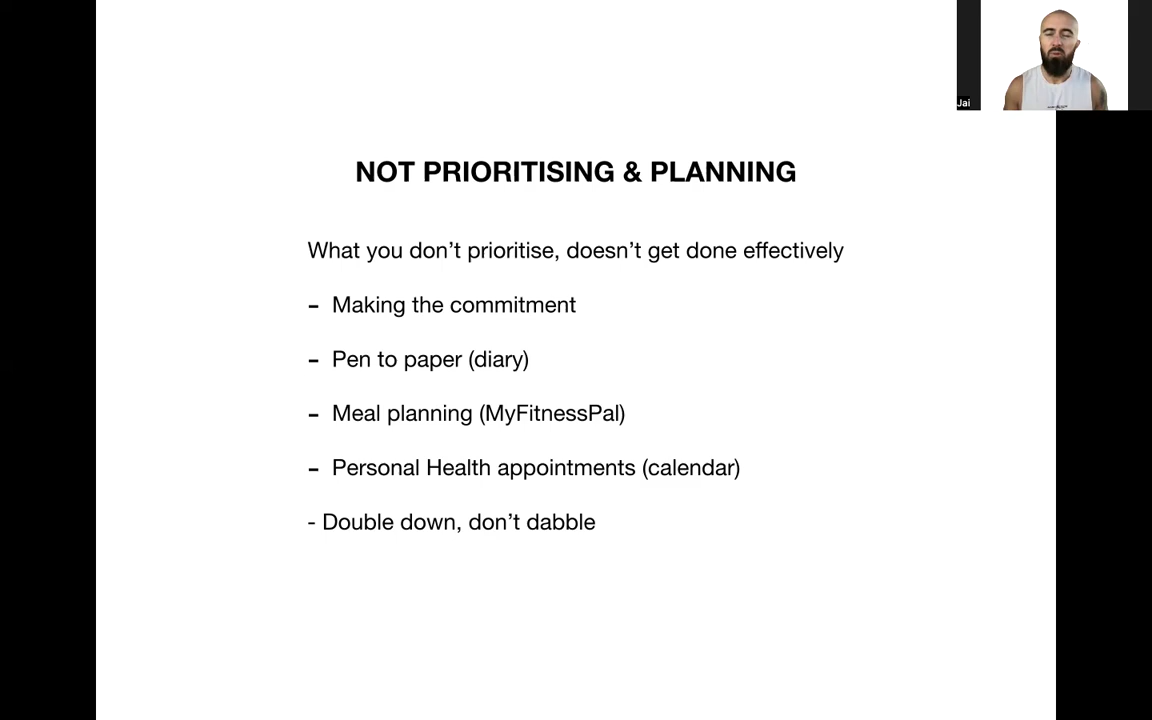 Jai
NOT PRIORITISING & PLANNING
What you don’t prioritise, doesn’t get done effectively
- Making the commitment
- Pen to paper (diary)
- Meal planning (MyFitnessPal)
- Personal Health appointments (calendar)
- Double down, don’t dabble